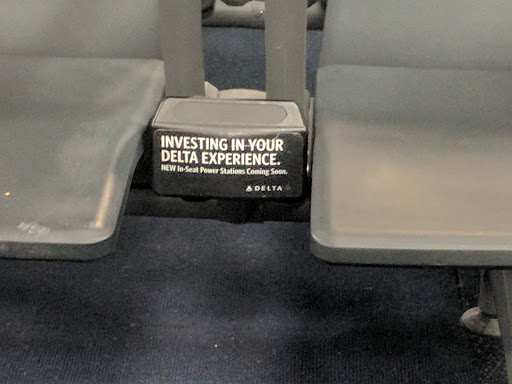 INVESTING IN YOUR
DELTA EXPERIENCE.
NEW In-Seat Power Stations Coming Soon.
DELTA